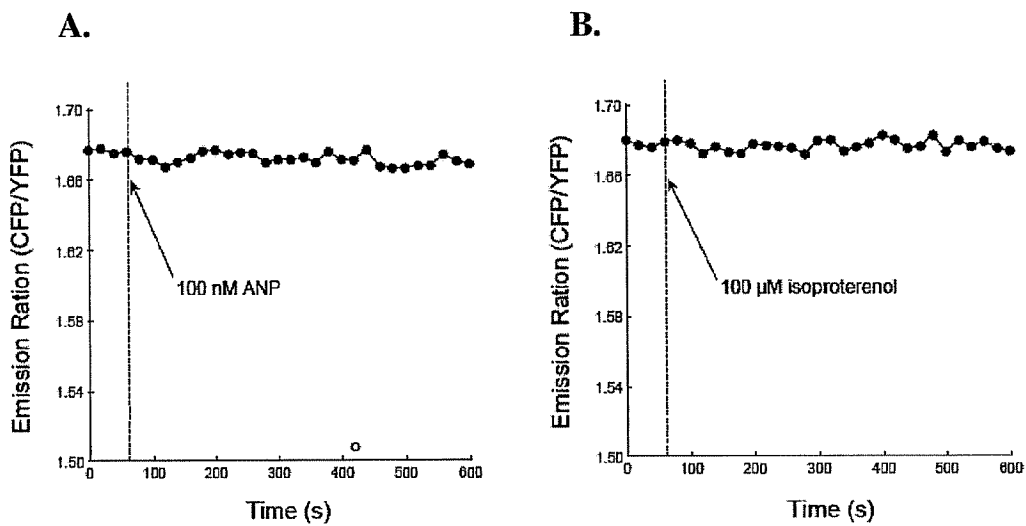 A.
Emission Ration (CFP/YFP)
1.70
1.66
1.62
1.58
1.54
1.50
100 nM ANP
0 100 200 300 400 500 600
Time (s)
B.
Emission Ration (CFP/YFP)
1.70
1.66
1.62
1.58
1.54
1.50
100 µM isoproterenol
0 100 200 300 400 500 600
Time (s)